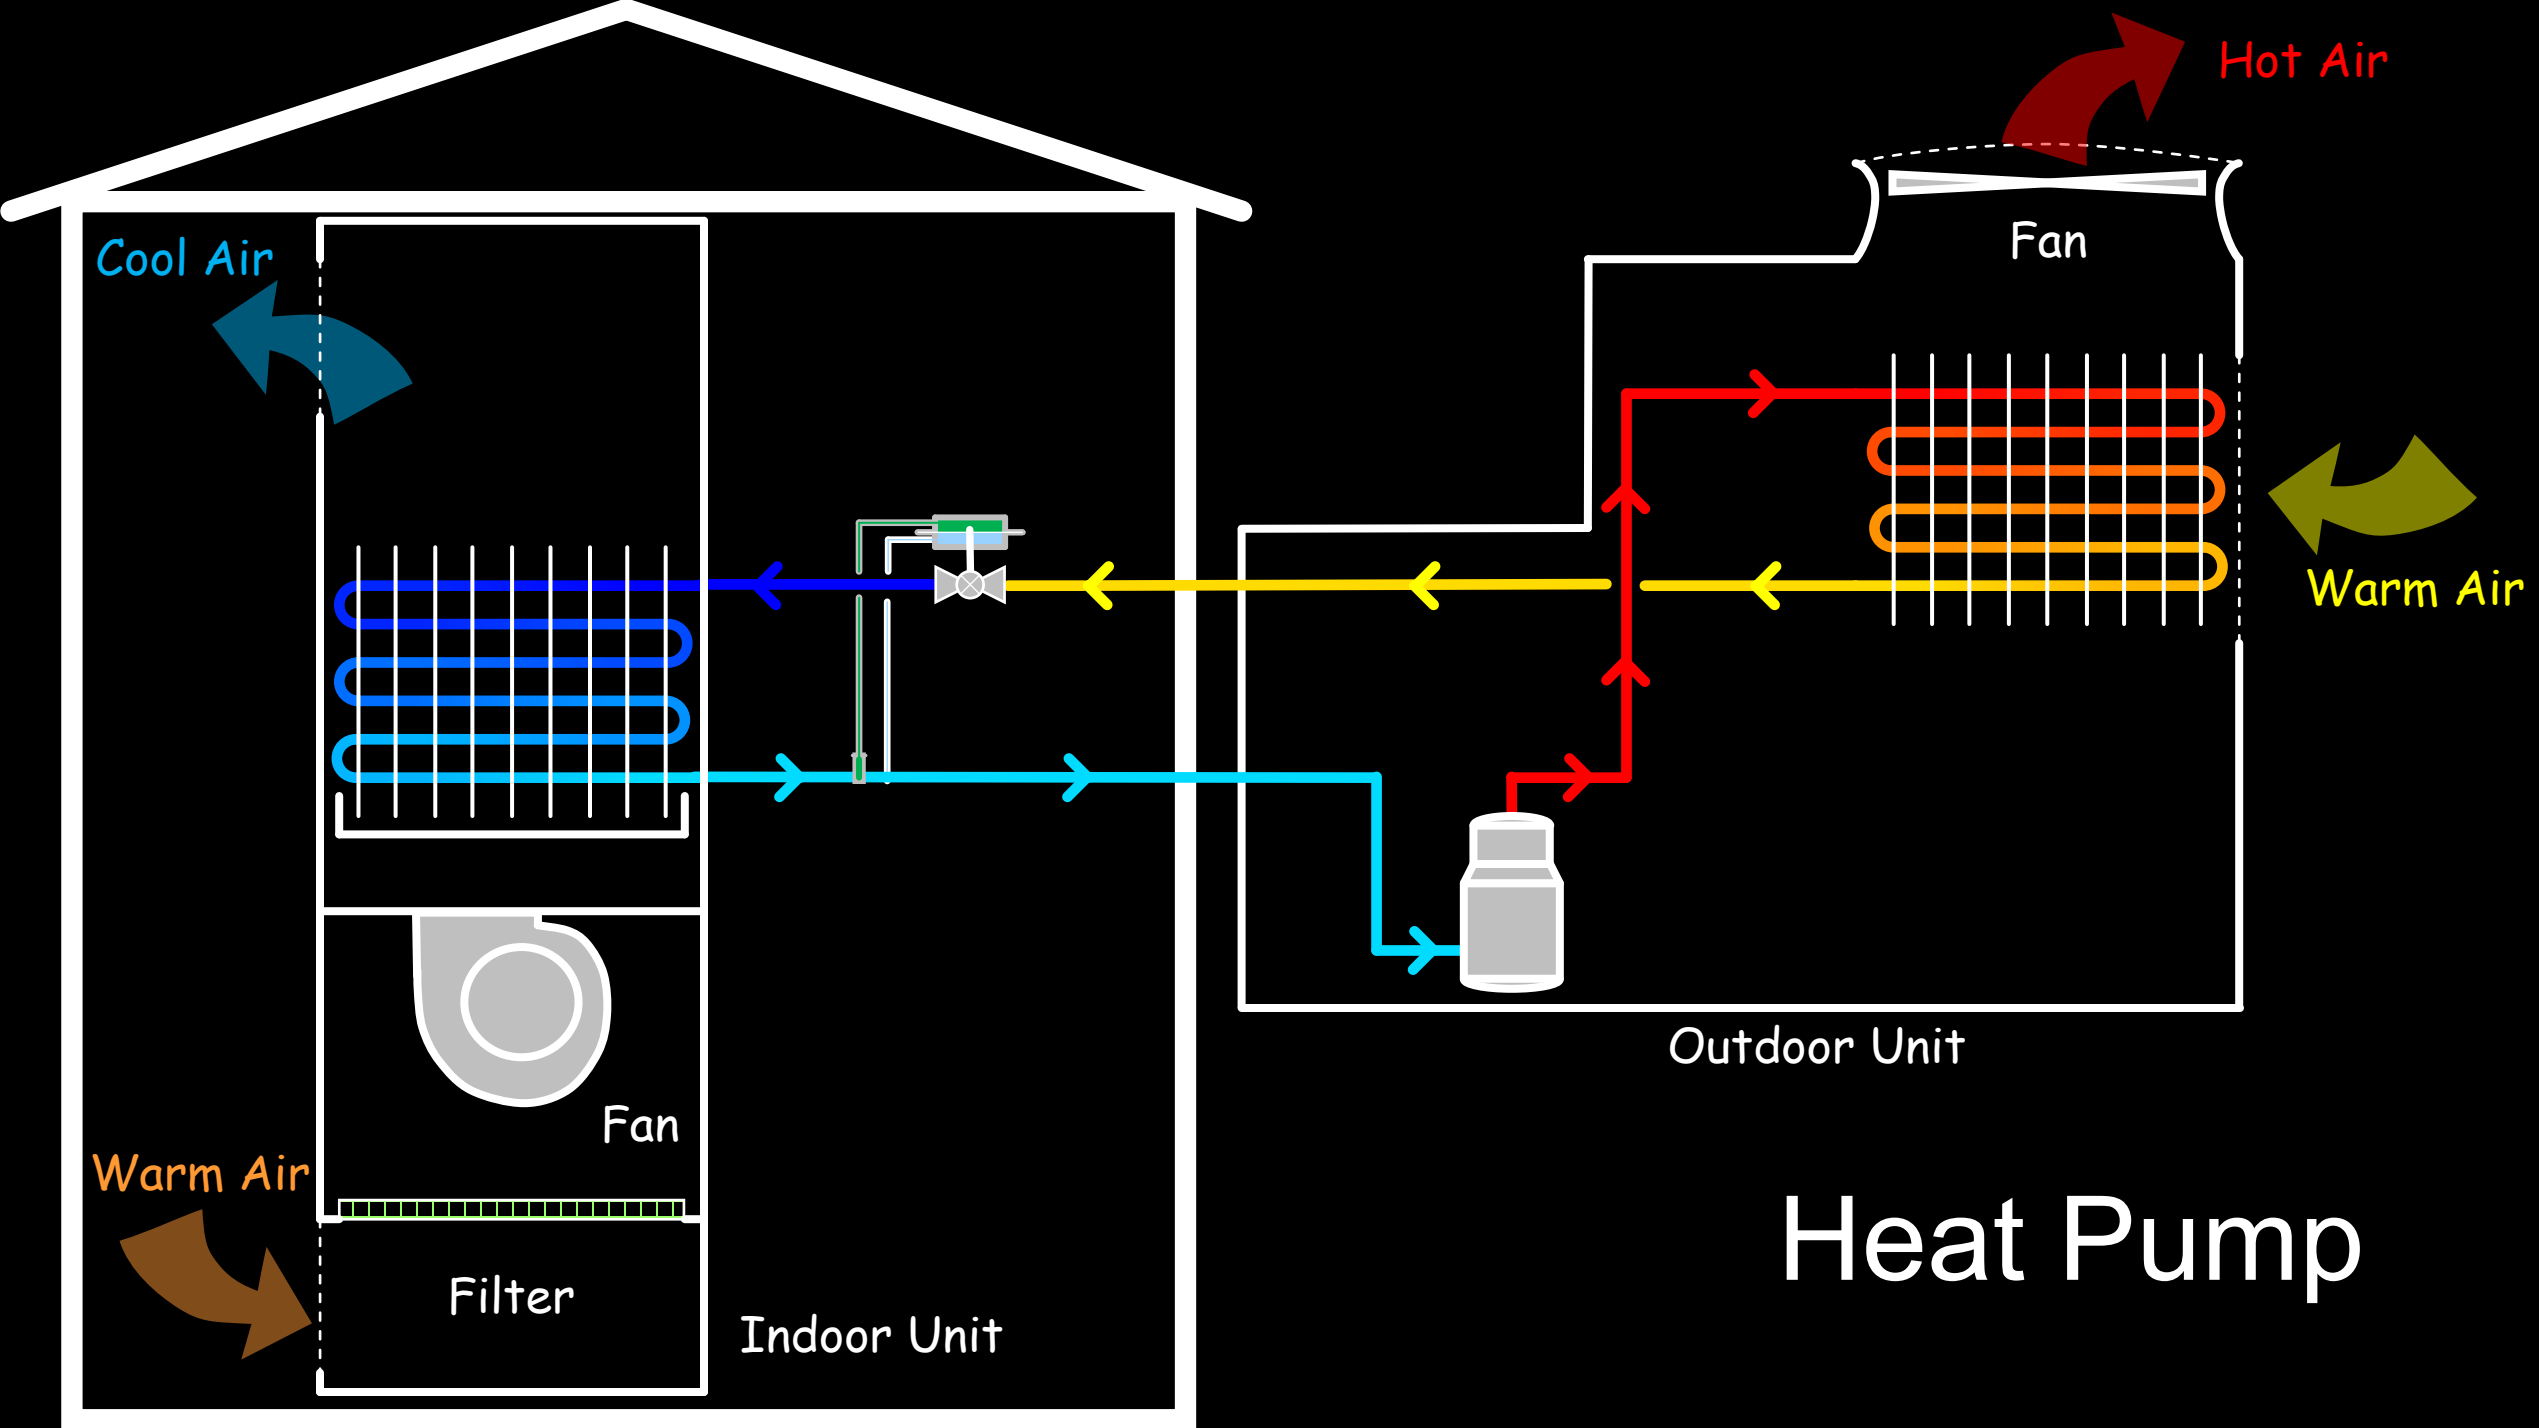 Hot Air
Cool Air
Fan
Warm Air
Outdoor Unit
Fan
Warm Air
Heat Pump
Filter
Indoor Unit